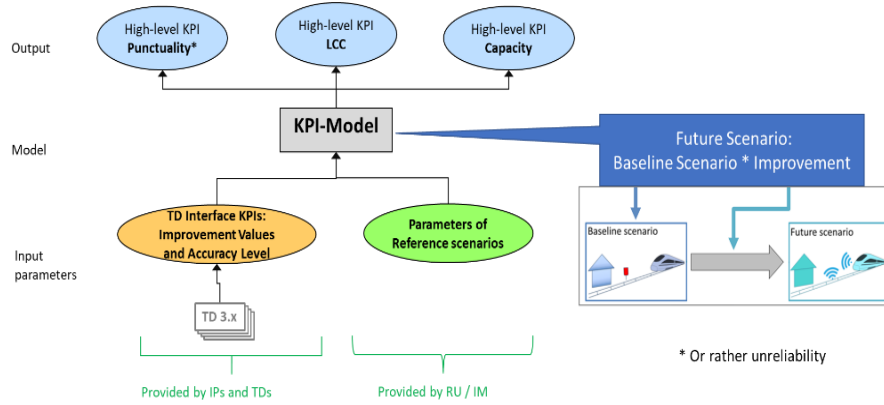 Output
High-level KPI
Punctuality*
High-level KPI
LCC
High-level KPI
Capacity
Model
KPI-Model
Future Scenario:
Baseline Scenario * Improvement
Input
parameters
TD Interface KPIs:
Improvement Values
and Accuracy Level
Parameters of
Reference scenarios
Baseline scenario
Future scenario
TD 3.x
Provided by IPs and TDs
Provided by RU / IM
* Or rather unreliability